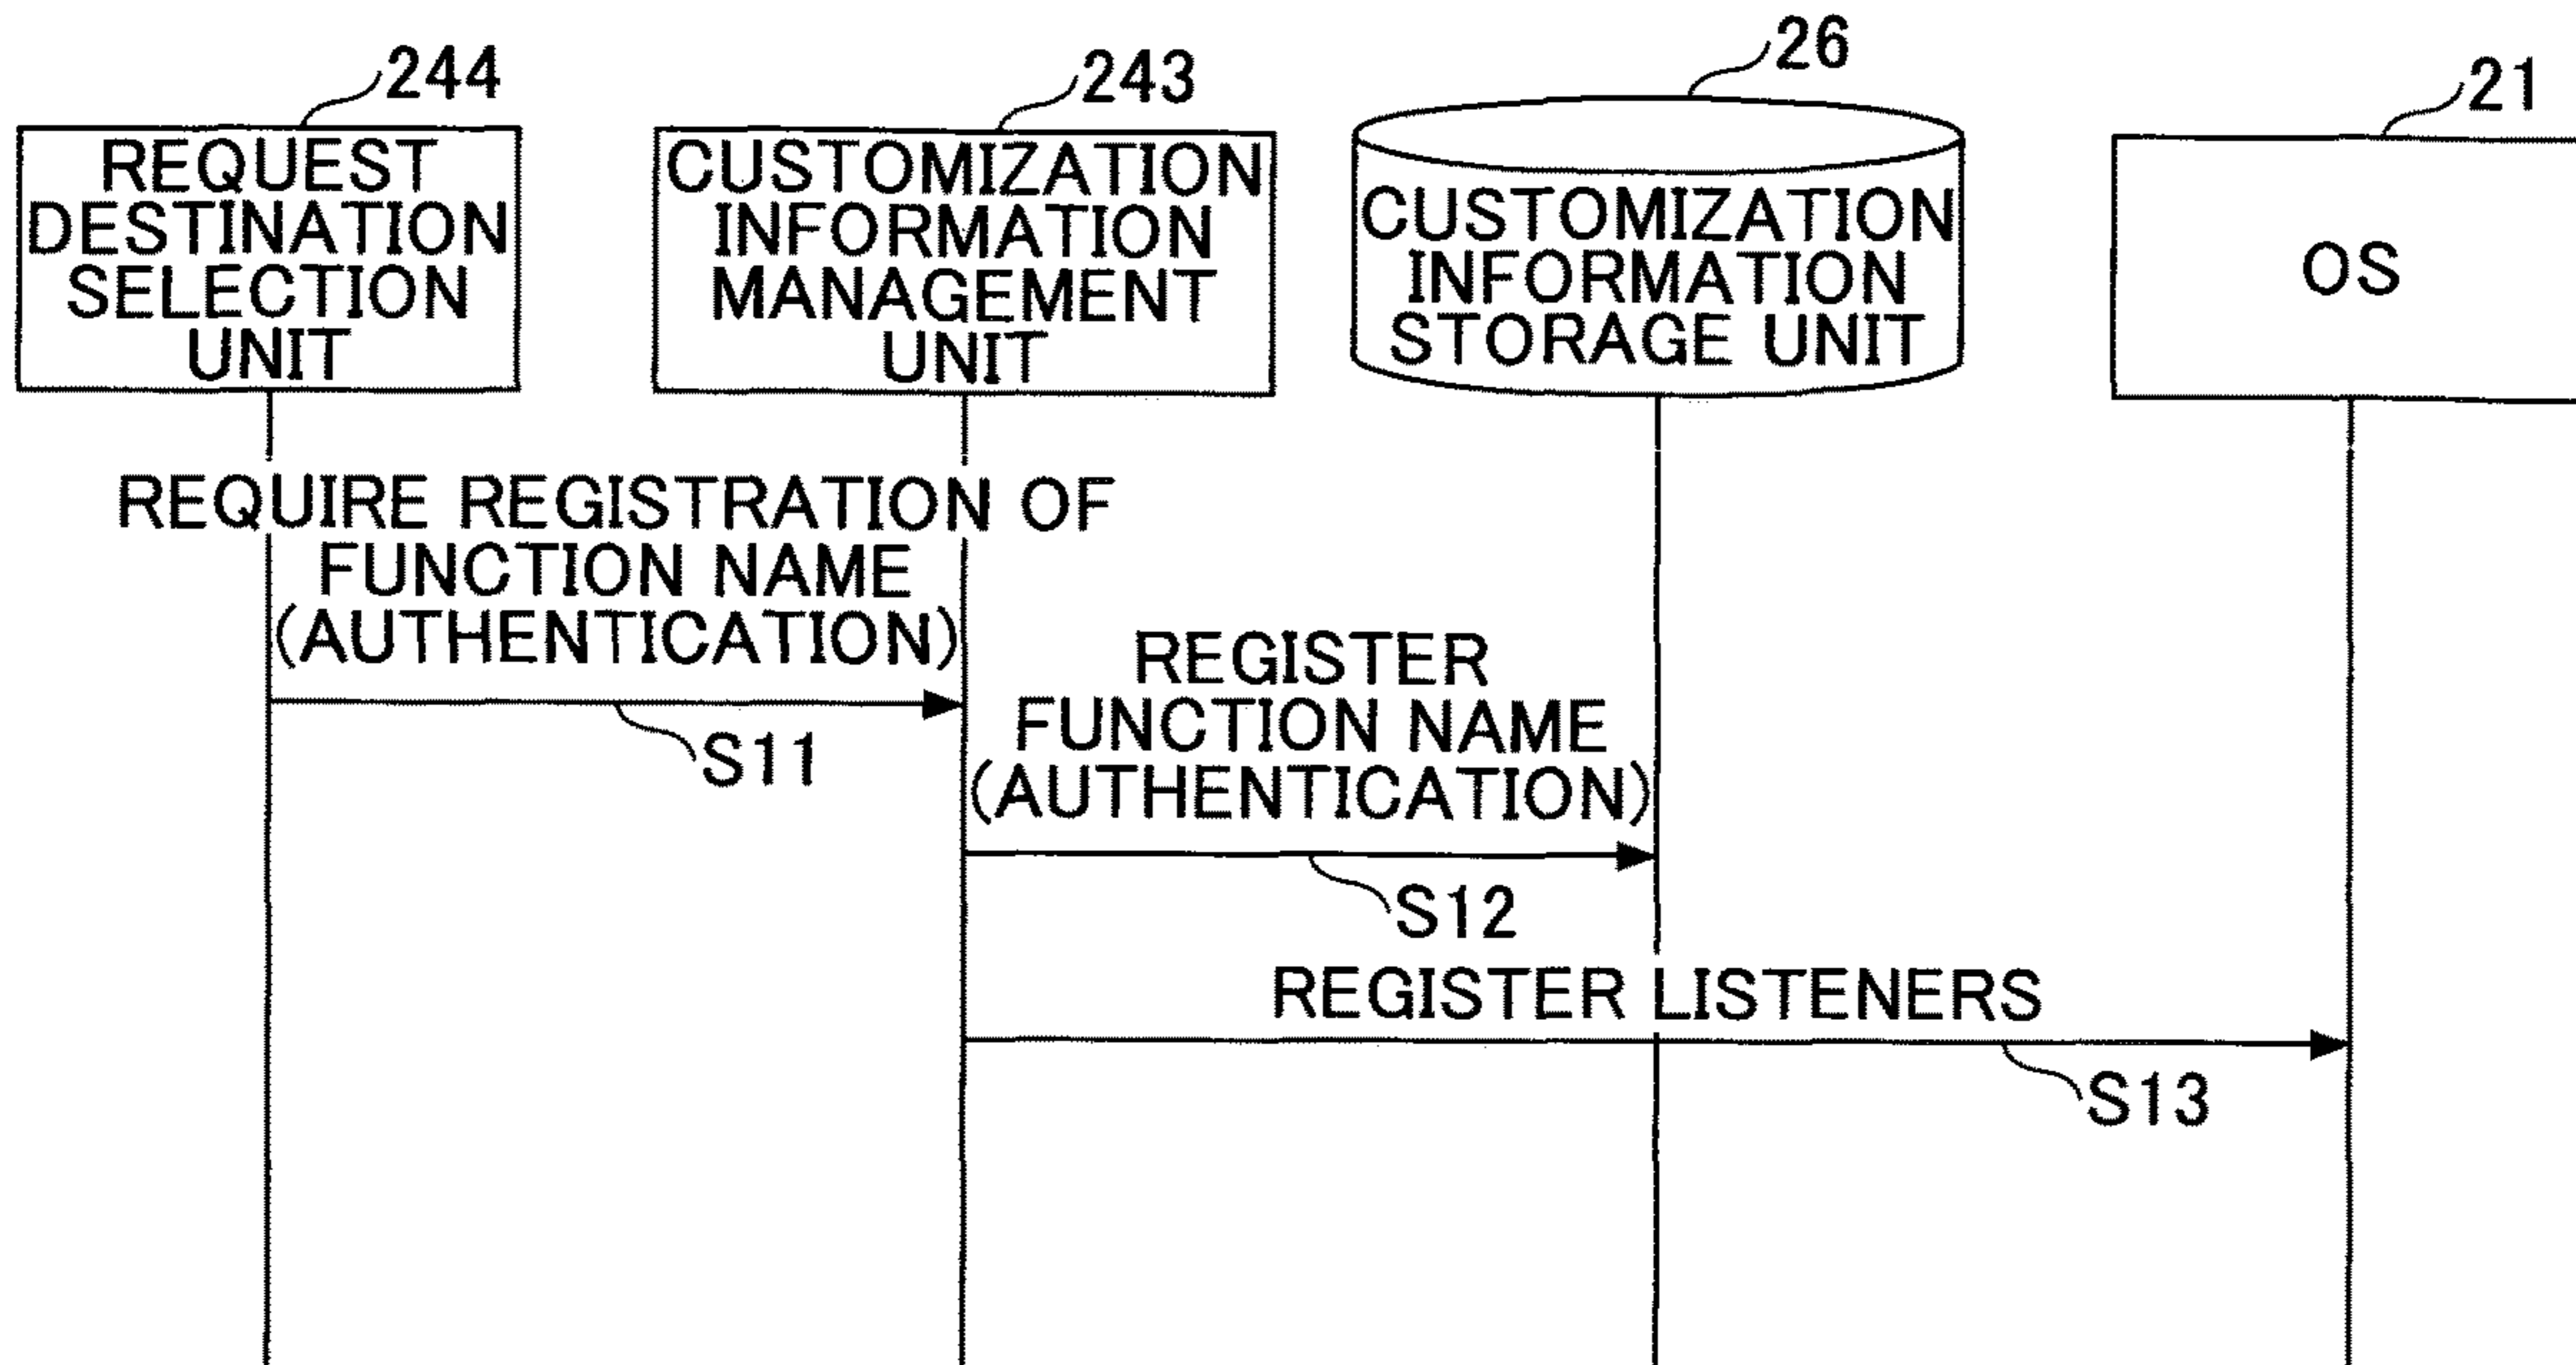 244
REQUEST
DESTINATION
SELECTION
UNIT
243
CUSTOMIZATION
INFORMATION
MANAGEMENT
UNIT
26
CUSTOMIZATION
INFORMATION
STORAGE UNIT
21
OS
REQUIRE REGISTRATION OF
FUNCTION NAME
(AUTHENTICATION)
S11
REGISTER
FUNCTION NAME
(AUTHENTICATION)
S12
REGISTER LISTENERS
S13